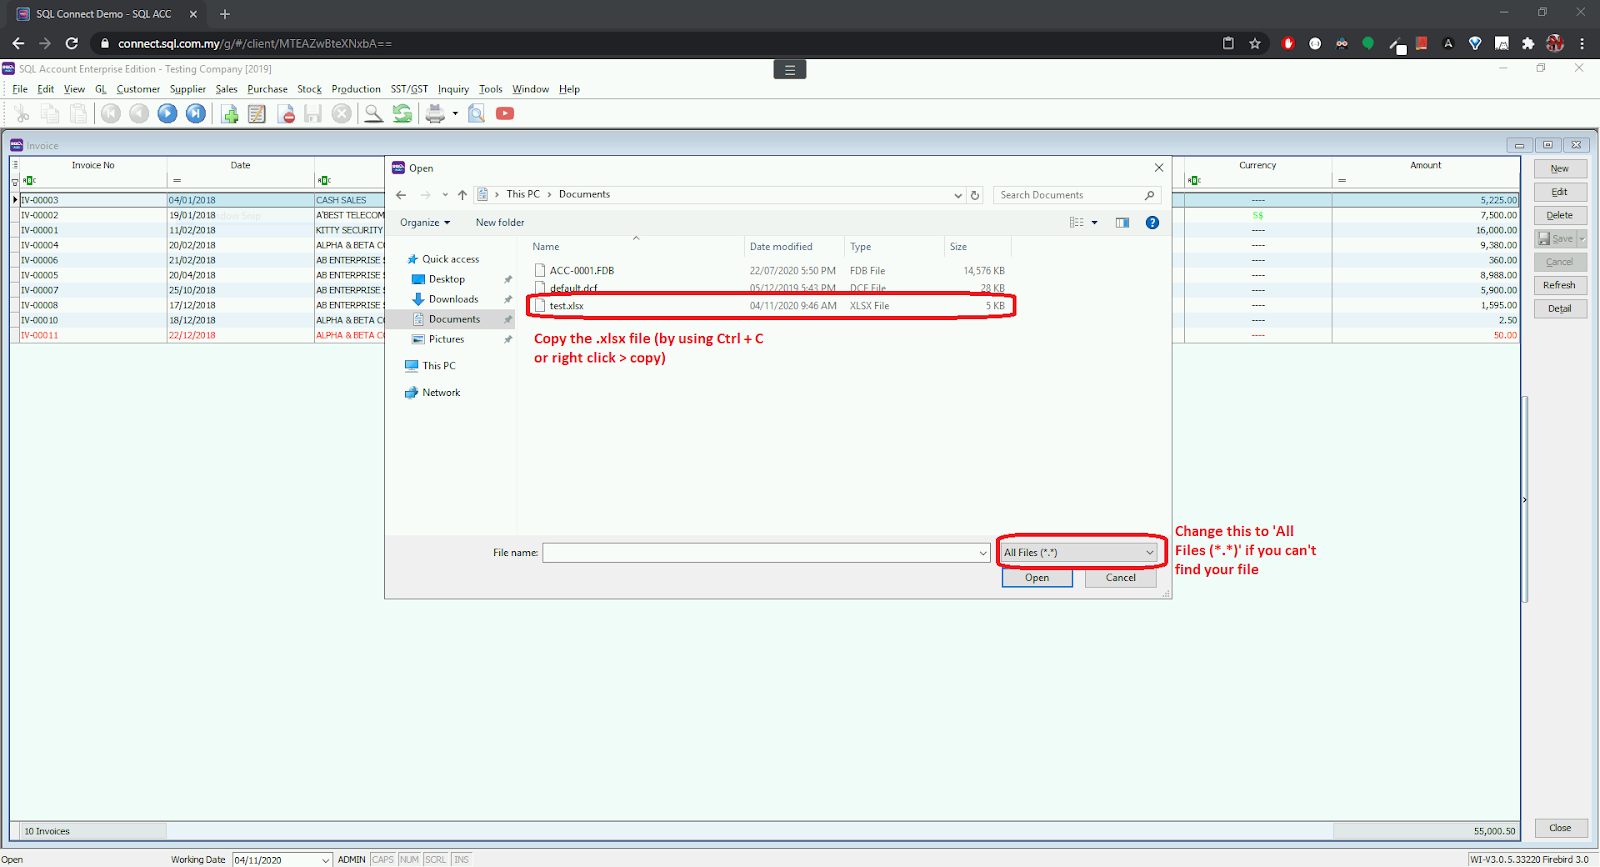 SQL Connect Demo - SQL ACC
connect.sql.com.my/g/#/client/MTEAZwBteXNxbA==
SQL Account Enterprise Edition - Testing Company [2019]
File Edit View GL Customer Supplier Sales Purchase Stock Production SST/GST Inquiry Tools Window Help
Invoice
Invoice No Date Currency Amount
IV-00003 04/01/2018 CASH SALES ---- 5,225.00
IV-00002 19/01/2018 A'BEST TELECOM $$ 7,500.00
IV-00001 11/02/2018 KITTY SECURITY ---- 16,000.00
IV-00004 20/02/2018 ALPHA & BETA CO ---- 9,380.00
IV-00006 21/02/2018 AB ENTERPRISE S ---- 360.00
IV-00005 20/04/2018 AB ENTERPRISE S ---- 8,988.00
IV-00007 25/10/2018 AB ENTERPRISE S ---- 5,900.00
IV-00008 17/12/2018 AB ENTERPRISE S ---- 1,595.00
IV-00010 18/12/2018 ALPHA & BETA CO ---- 2.50
IV-00011 22/12/2018 ALPHA & BETA CO ---- 50.00
10 Invoices 55,000.50
New
Edit
Delete
Save
Cancel
Refresh
Detail
Close
Open
This PC > Documents
Search Documents
Organize New folder
Quick access
Desktop
Downloads
Documents
Pictures
This PC
Network
Name Date modified Type Size
ACC-0001.FDB 22/07/2020 5:50 PM FDB File 14,576 KB
default.dcf 05/12/2019 5:43 PM DCF File 28 KB
test.xlsx 04/11/2020 9:46 AM XLSX File 5 KB
Copy the .xlsx file (by using Ctrl + C
or right click > copy)
File name:
All Files (*.*)
Open Cancel
Change this to 'All
Files (*.*)' if you can't
find your file
Open Working Date 04/11/2020 ADMIN CAPS NUM SCRL INS WI-V3.0.5.33220 Firebird 3.0